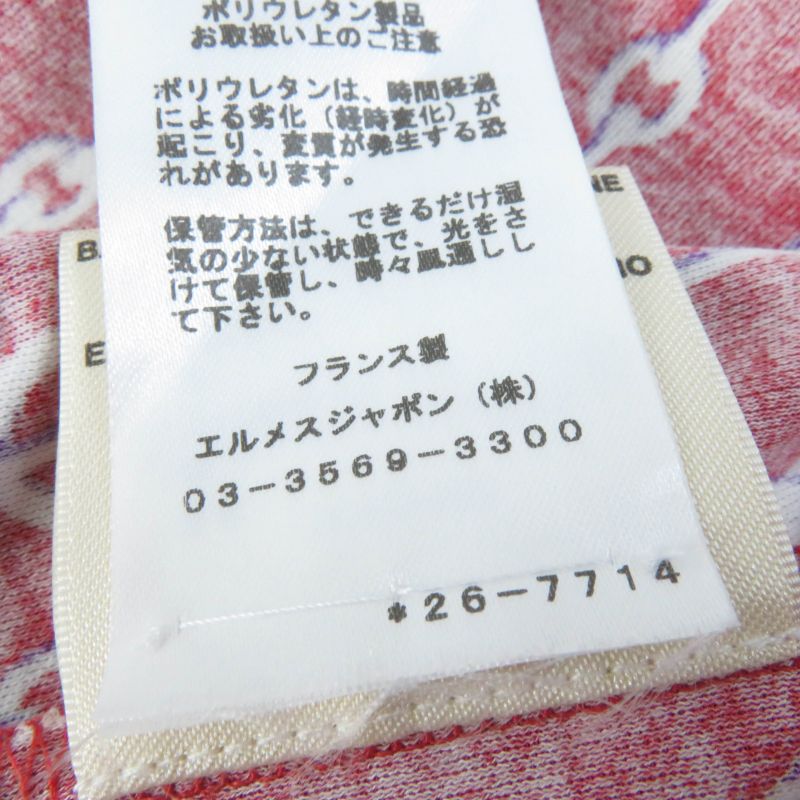 ポリウレタン製品
お取扱い上のご注意
ポリウレタンは、時間経過
による劣化（経時変化）が
起こり、変質が発生する恐
れがあります。
保管方法は、できるだけ湿
気の少ない状態で、光をさ
けて保管し、時々風通しし
て下さい。
フランス製
エルメスジャポン（株）
03-3569-3300
*26-7714
NE
B
E